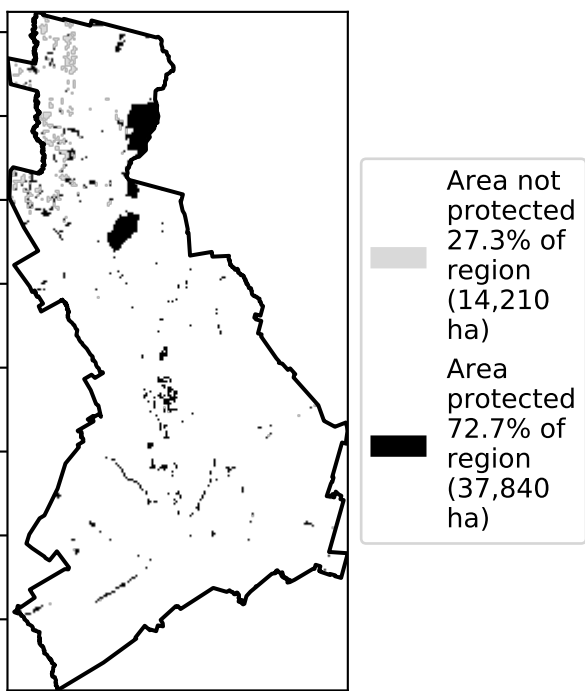 Area not
protected
27.3% of
region
(14,210
ha)
Area
protected
72.7% of
region
(37,840
ha)